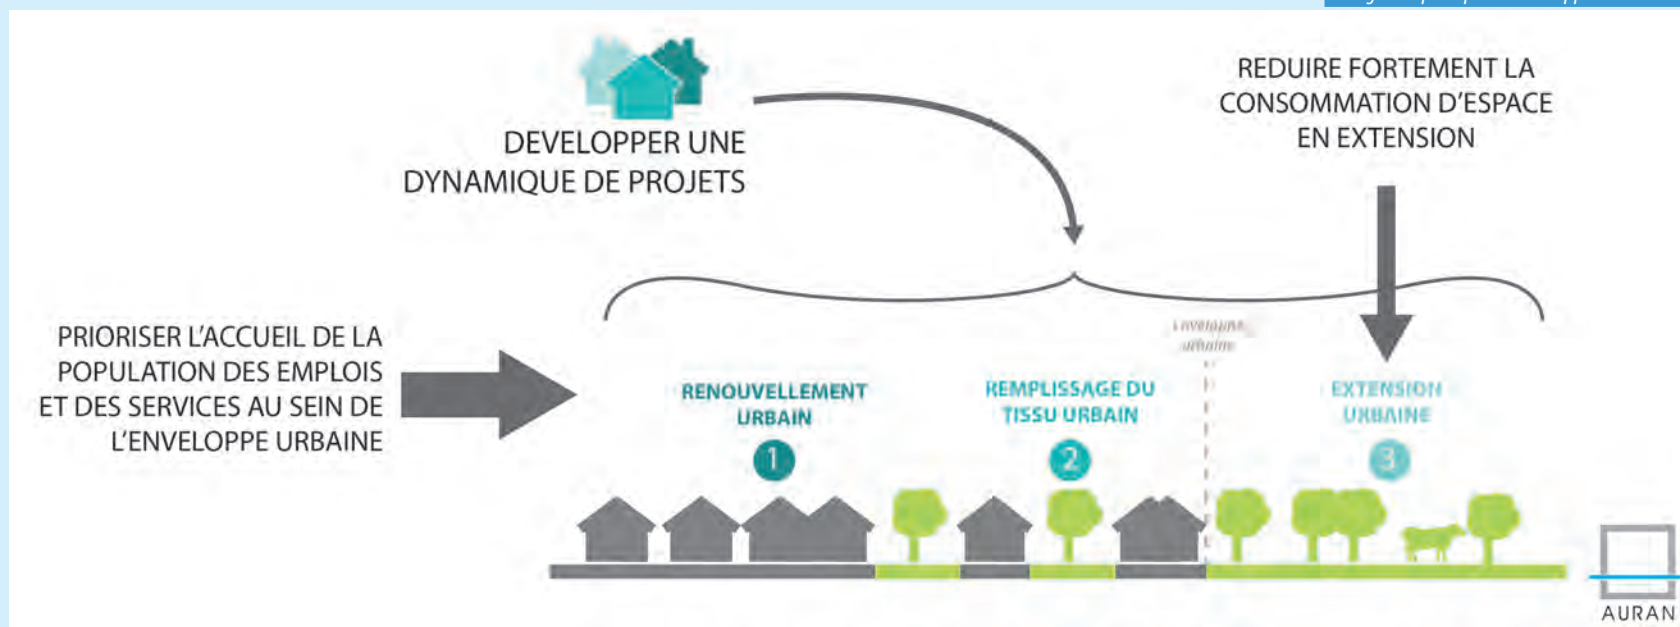 DEVELOPPER UNE
DYNAMIQUE DE PROJETS
REDUIRE FORTEMENT LA
CONSOMMATION D'ESPACE
EN EXTENSION
PRIORISER L'ACCUEIL DE LA
POPULATION DES EMPLOIS
ET DES SERVICES AU SEIN DE
L'ENVELOPPE URBAINE
RENOUVELLEMENT
URBAIN
1
REMPLISSAGE DU
TISSU URBAIN
2
Enveloppe
urbaine
EXTENSION
URBAINE
3
AURAN